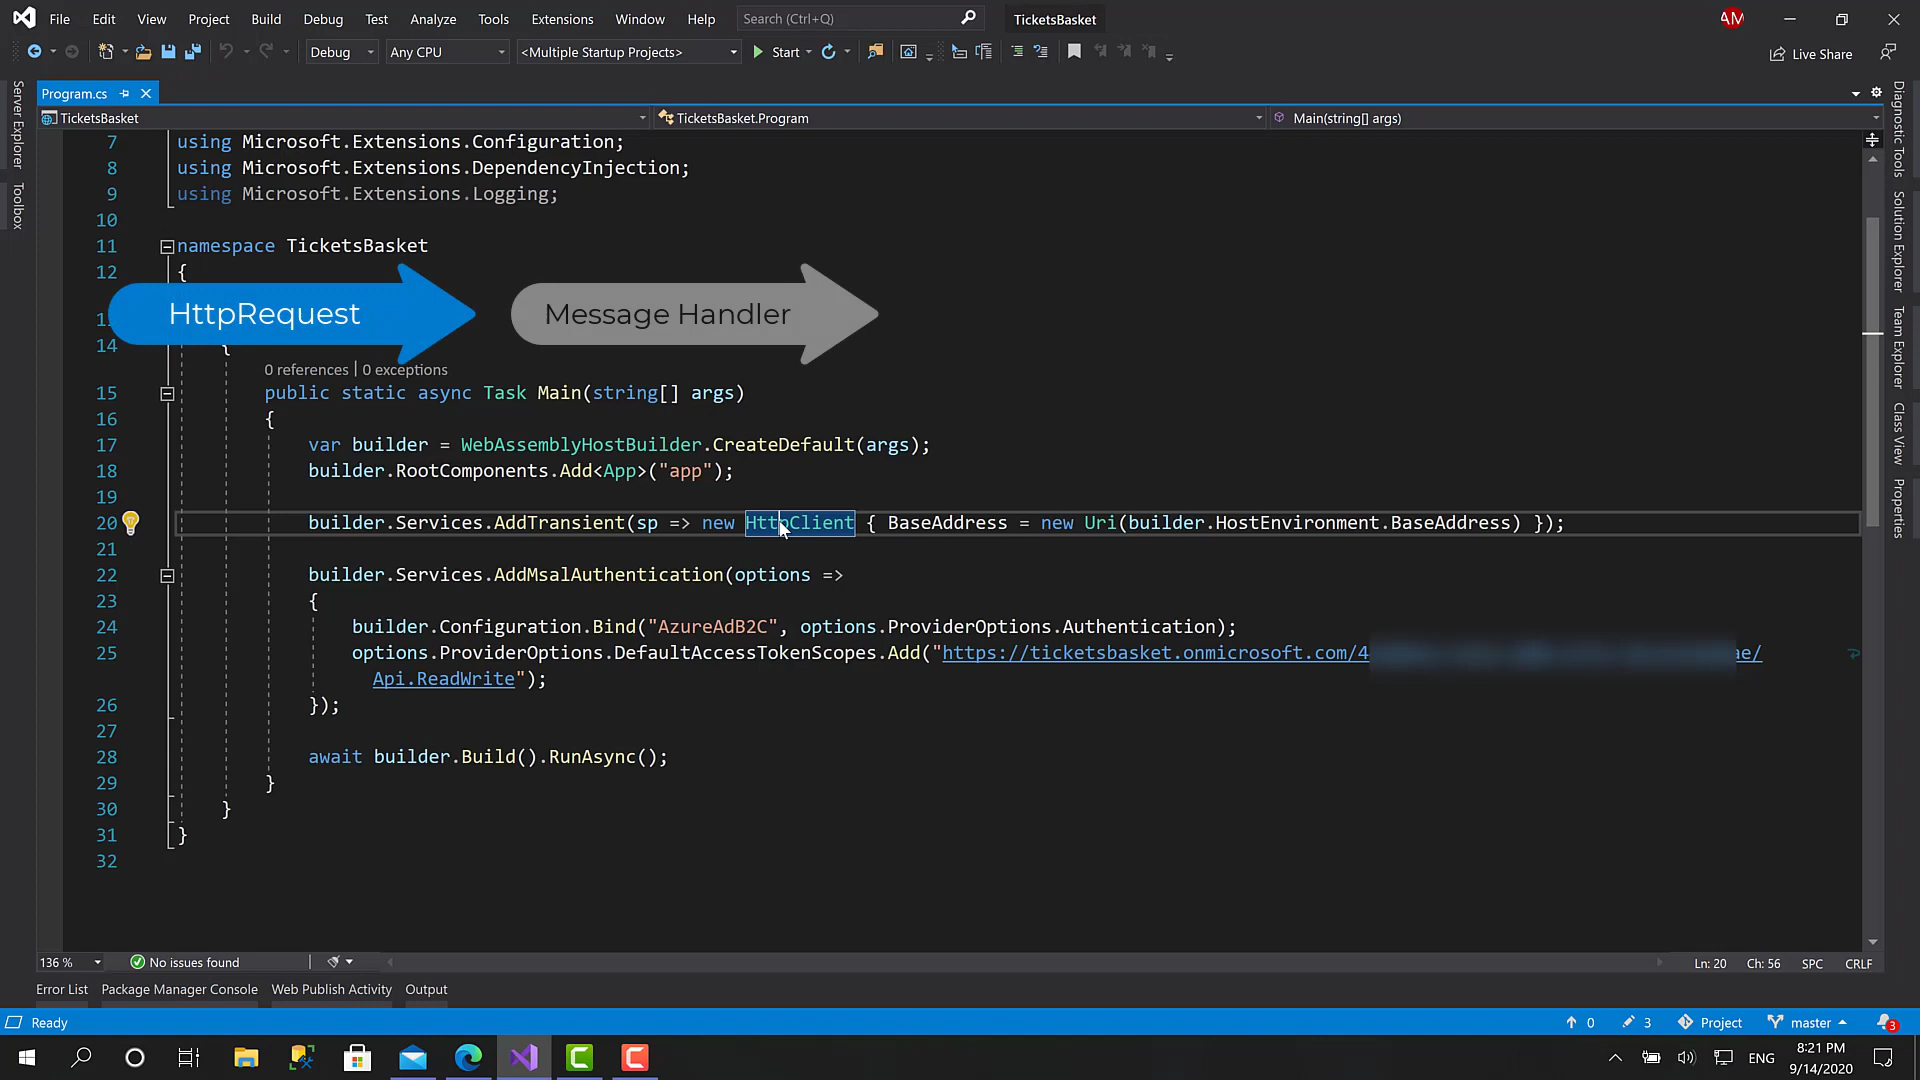 File Edit View Project Build Debug Test Analyze Tools Extensions Window Help Search (Ctrl+Q) TicketsBasket AM
Debug Any CPU <Multiple Startup Projects> Start Live Share
Program.cs
TicketsBasket TicketsBasket.Program Main(string[] args)
Server Explorer
Toolbox
7 using Microsoft.Extensions.Configuration;
8 using Microsoft.Extensions.DependencyInjection;
9 using Microsoft.Extensions.Logging;
10
11 namespace TicketsBasket
12 {
HttpRequest Message Handler
14 {
0 references | 0 exceptions
15 public static async Task Main(string[] args)
16 {
17 var builder = WebAssemblyHostBuilder.CreateDefault(args);
18 builder.RootComponents.Add<App>("app");
19
20 builder.Services.AddTransient(sp => new HttpClient { BaseAddress = new Uri(builder.HostEnvironment.BaseAddress) });
21
22 builder.Services.AddMsalAuthentication(options =>
23 {
24 builder.Configuration.Bind("AzureAdB2C", options.ProviderOptions.Authentication);
25 options.ProviderOptions.DefaultAccessTokenScopes.Add("https://ticketsbasket.onmicrosoft.com/4 ae/
Api.ReadWrite");
26 });
27
28 await builder.Build().RunAsync();
29 }
30 }
31 }
32
Diagnostic Tools
Solution Explorer
Team Explorer
Class View
Properties
136 % No issues found Ln: 20 Ch: 56 SPC CRLF
Error List Package Manager Console Web Publish Activity Output
Ready 0 3 Project master 3
ENG 8:21 PM
9/14/2020